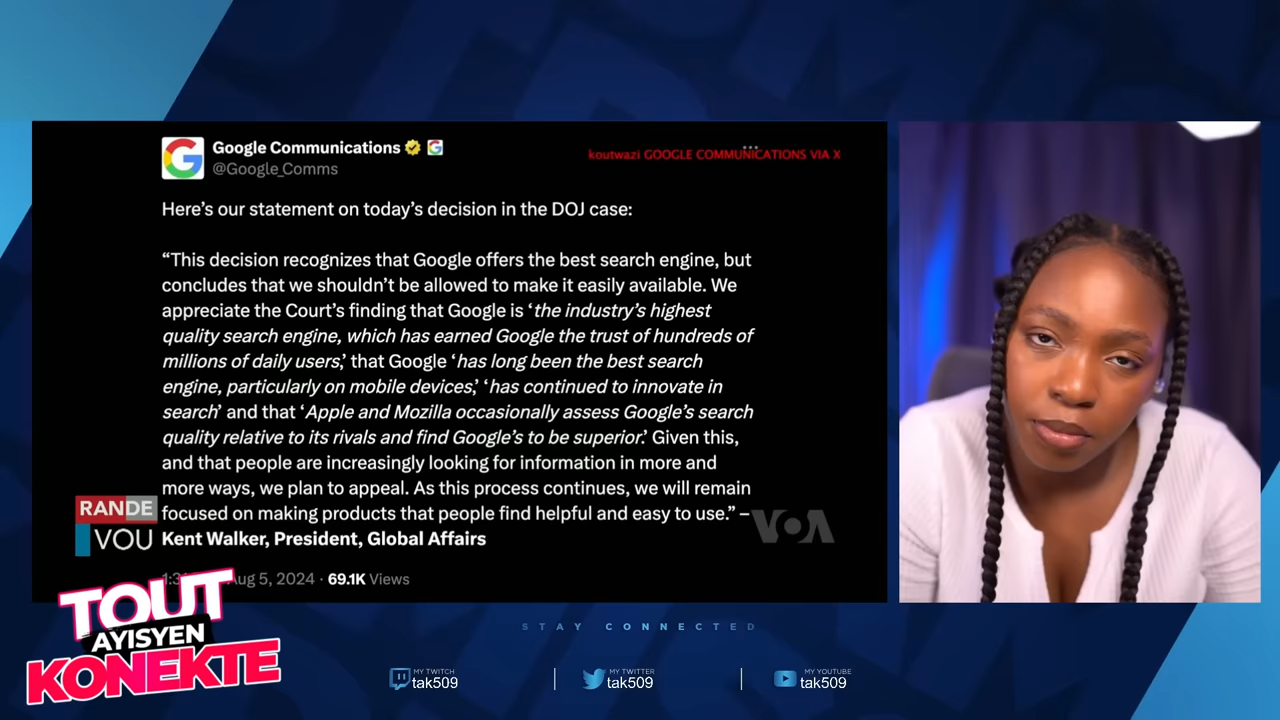 Google Communications
@Google_Comms
koutwazi GOOGLE COMMUNICATIONS VIA X
Here's our statement on today's decision in the DOJ case:
“This decision recognizes that Google offers the best search engine, but
concludes that we shouldn't be allowed to make it easily available. We
appreciate the Court's finding that Google is ‘the industry's highest
quality search engine, which has earned Google the trust of hundreds of
millions of daily users,’ that Google ‘has long been the best search
engine, particularly on mobile devices,’ ‘has continued to innovate in
search’ and that ‘Apple and Mozilla occasionally assess Google's search
quality relative to its rivals and find Google's to be superior.’ Given this,
and that people are increasingly looking for information in more and
more ways, we plan to appeal. As this process continues, we will remain
focused on making products that people find helpful and easy to use.” –
Kent Walker, President, Global Affairs
Aug 5, 2024 · 69.1K Views
RANDE
VOU
VOA
TOUT
AYISYEN
KONEKTE
STAY CONNECTED
MY TWITCH
tak509
MY TWITTER
tak509
MY YOUTUBE
tak509